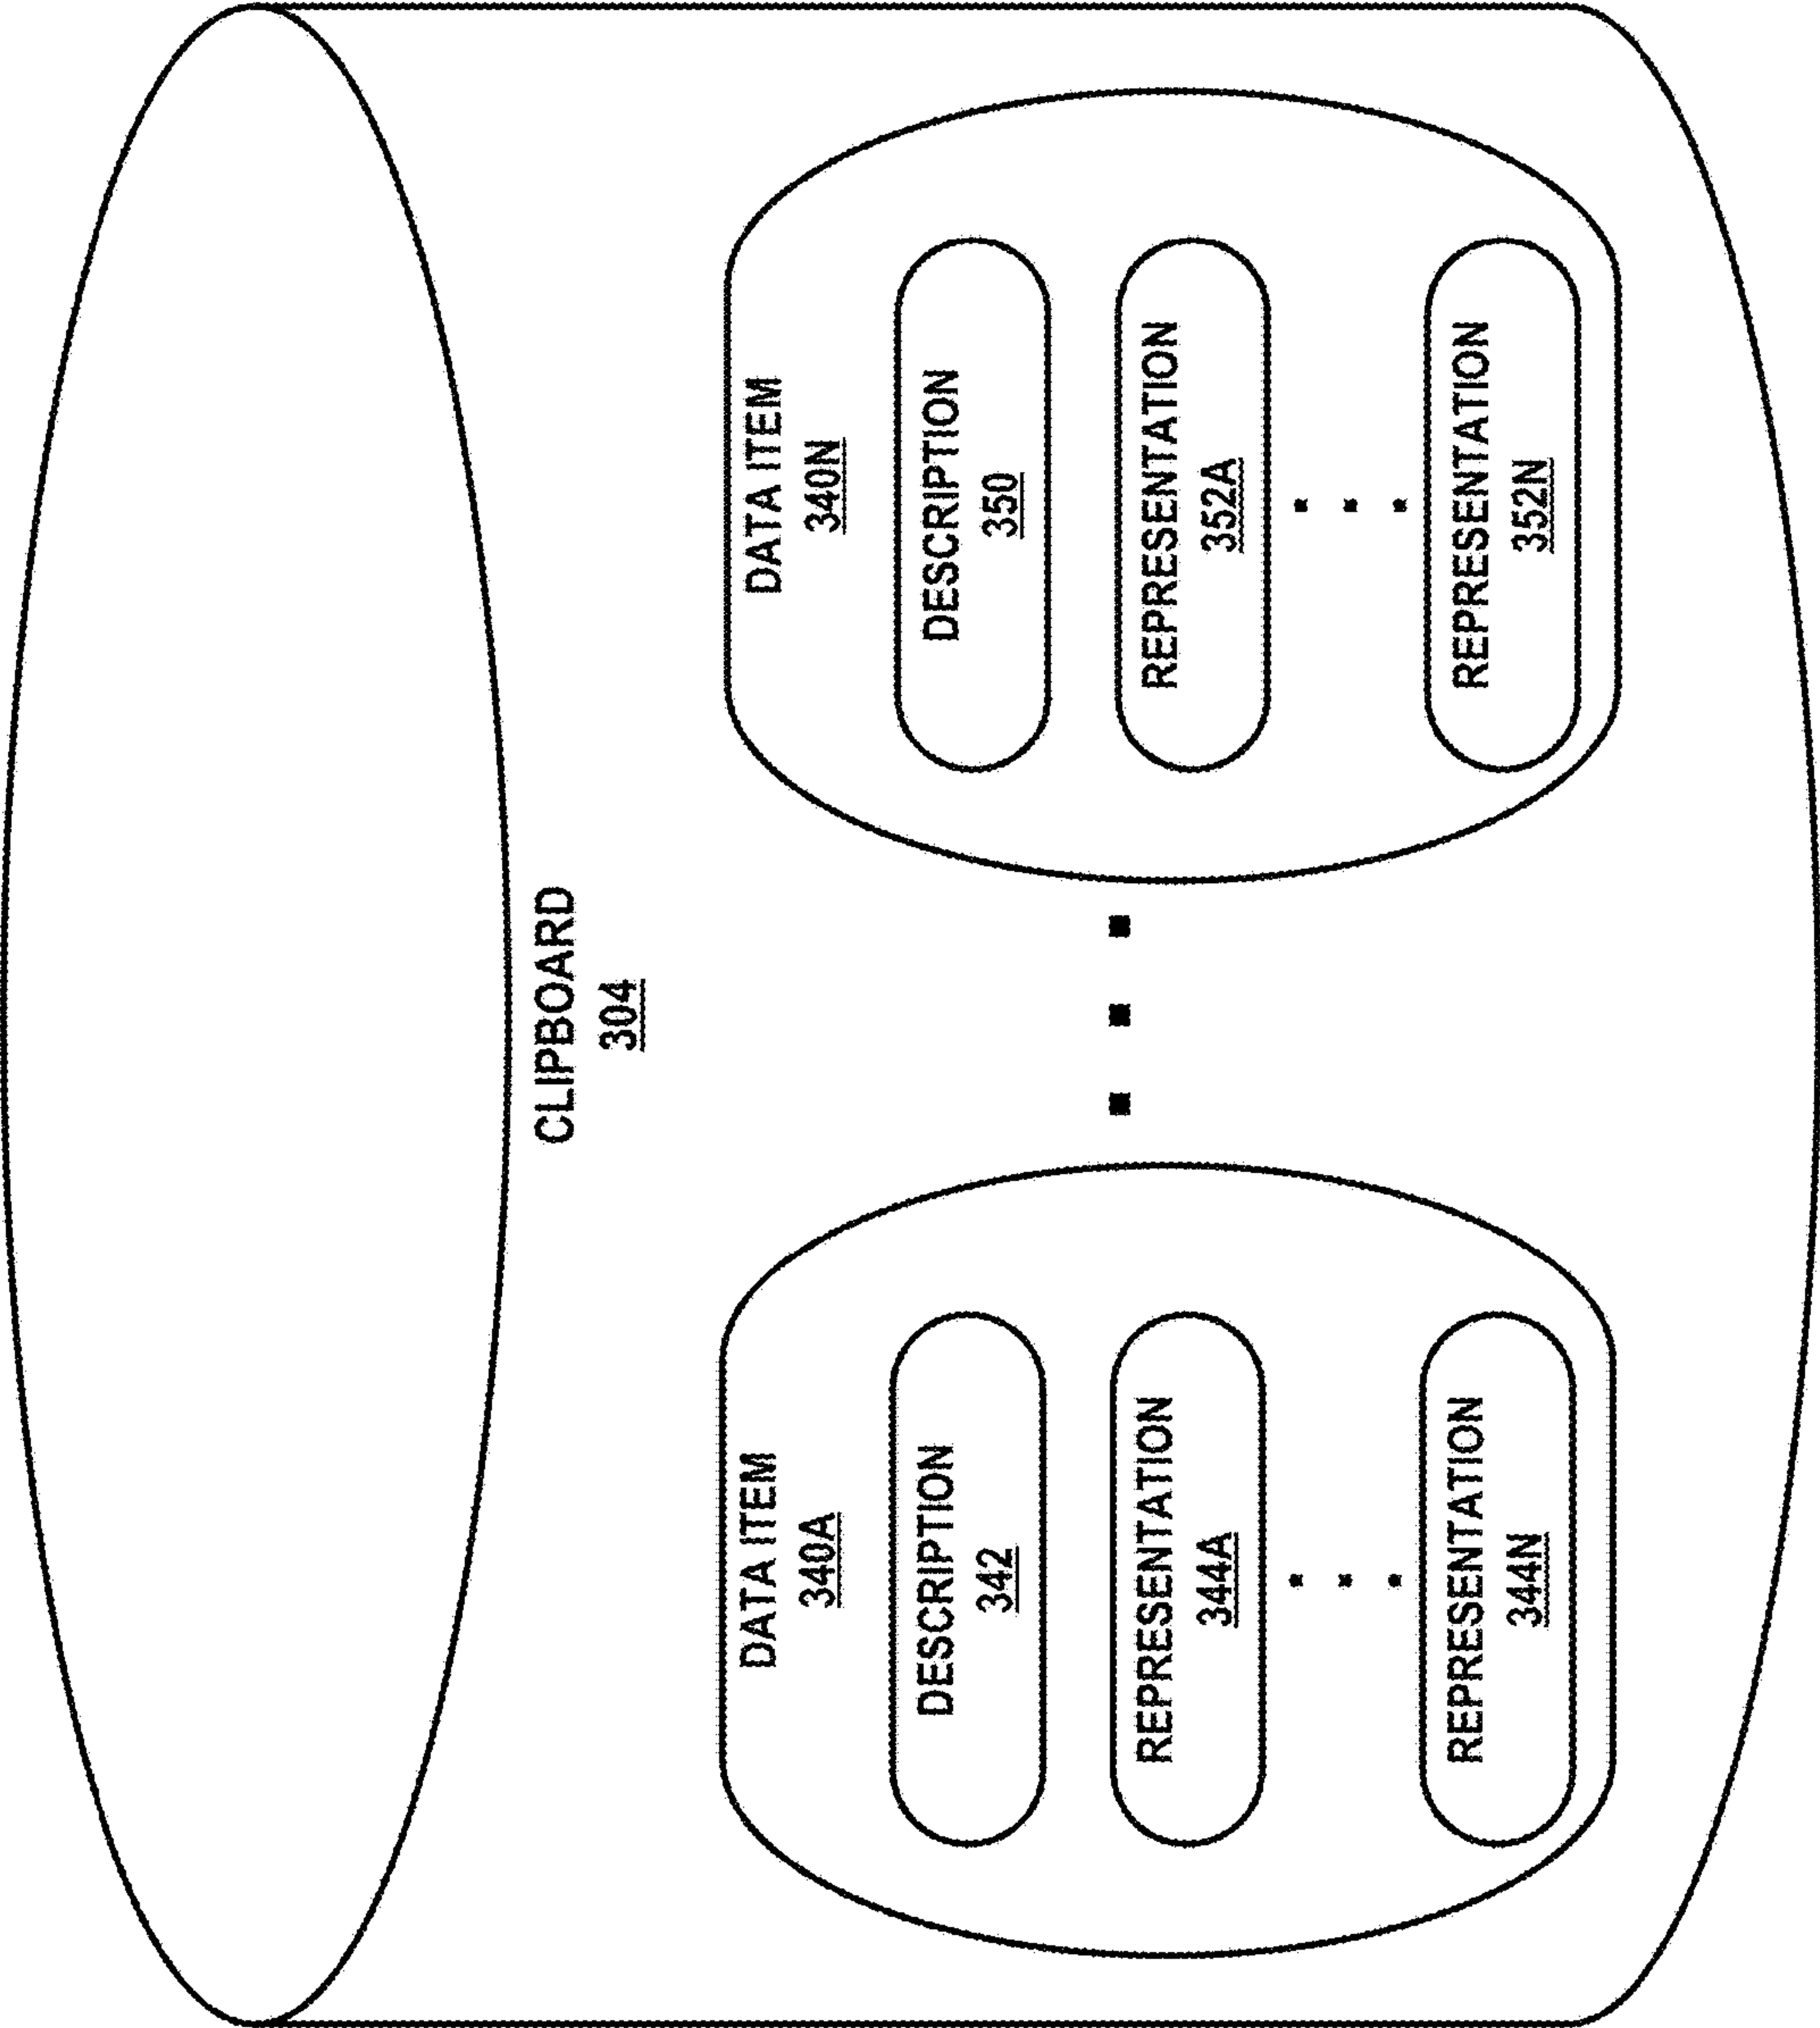 CLIPBOARD
304
DATA ITEM
340A
DESCRIPTION
342
REPRESENTATION
344A
REPRESENTATION
344N
DATA ITEM
340N
DESCRIPTION
350
REPRESENTATION
352A
REPRESENTATION
352N